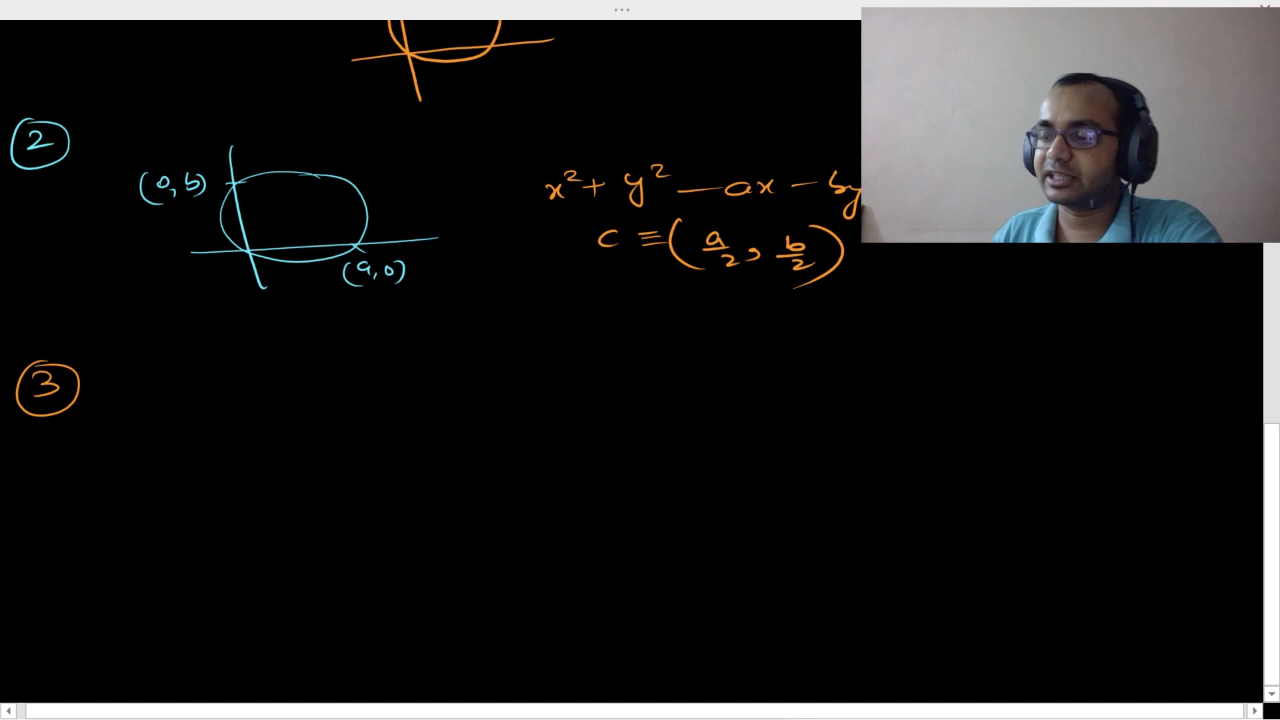 2
(0, b)
x² + y² — ax – by
C ≡ (a/2, b/2)
(a, 0)
3